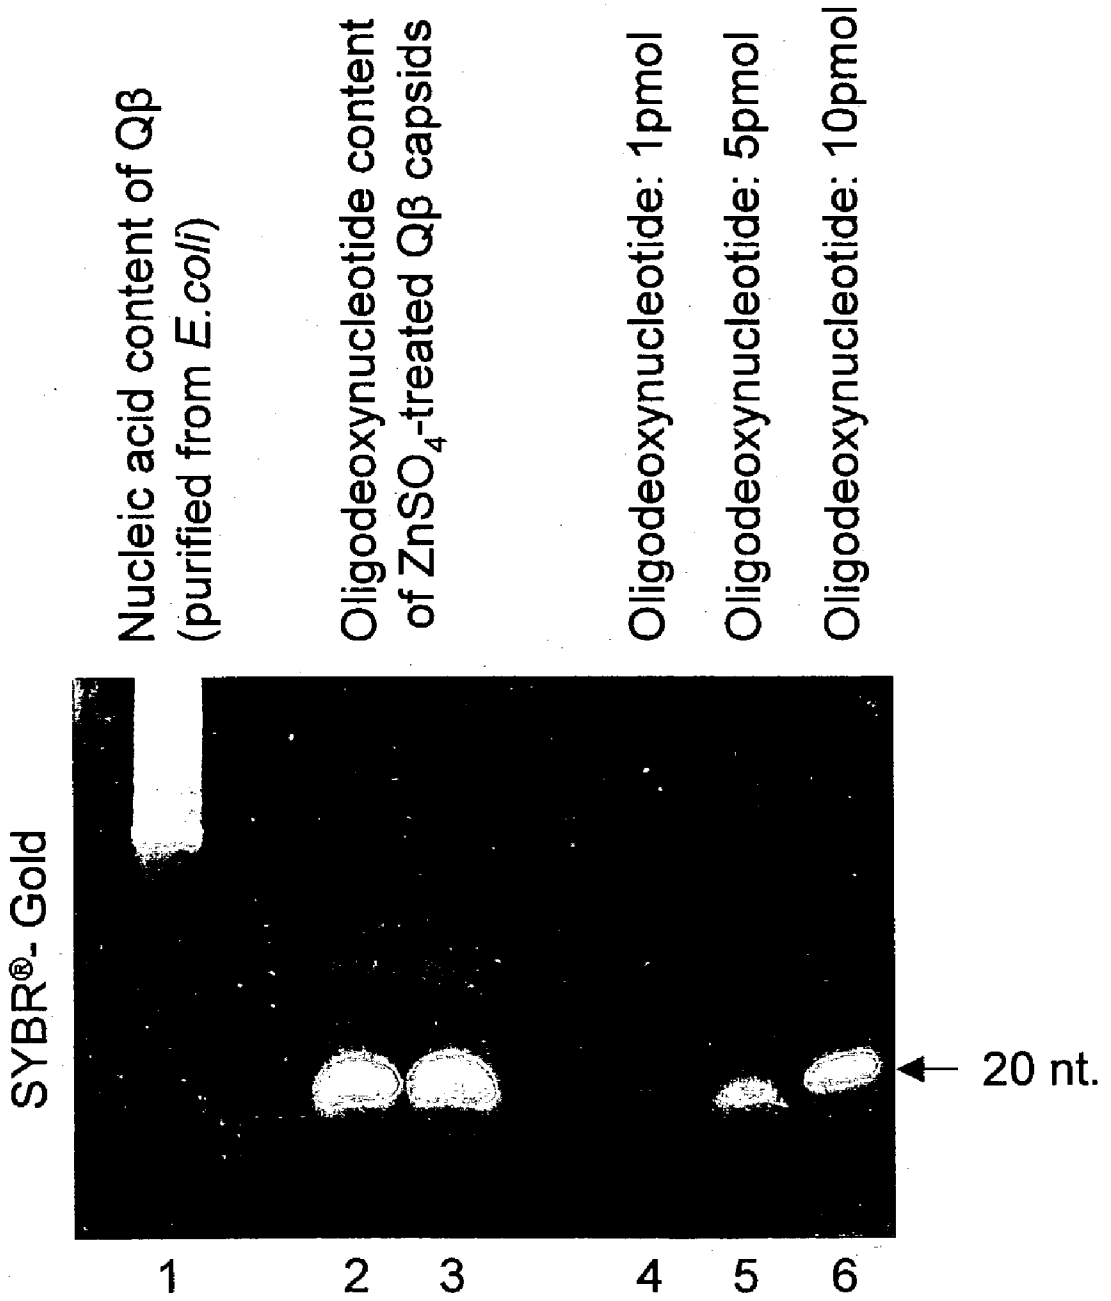 Nucleic acid content of Qβ
(purified from E.coli)
Oligodeoxynucleotide content
of ZnSO₄-treated Qβ capsids
Oligodeoxynucleotide: 1pmol
Oligodeoxynucleotide: 5pmol
Oligodeoxynucleotide: 10pmol
SYBR®- Gold
20 nt.
1 2 3 4 5 6